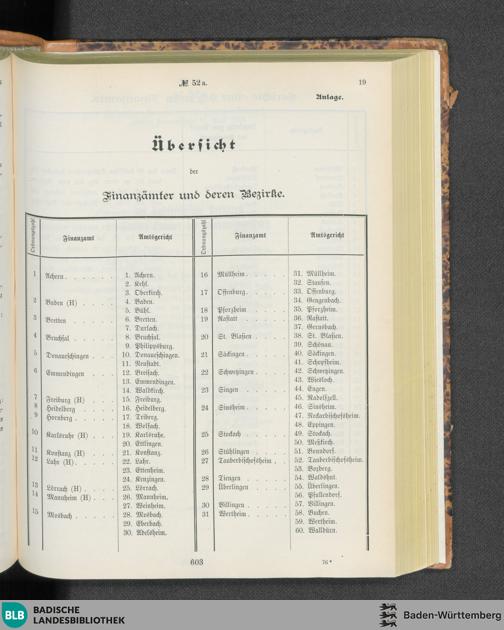 № 52a. 19
Anlage.
Übersicht
der
Finanzämter und deren Bezirke.
Ordnungszahl Finanzamt Amtsgericht Ordnungszahl Finanzamt Amtsgericht
1 Achern . . . . . . 1. Achern. 16 Müllheim . . . . . 31. Müllheim.
2. Kehl. 32. Staufen.
3. Oberkirch. 17 Offenburg . . . . . 33. Offenburg.
2 Baden (H) . . . . 4. Baden. 34. Gengenbach.
5. Bühl. 18 Pforzheim . . . . 35. Pforzheim.
3 Bretten . . . . . 6. Bretten. 19 Rastatt . . . . . 36. Rastatt.
7. Durlach. 37. Gernsbach.
4 Bruchsal . . . . . 8. Bruchsal. 20 St. Blasien . . . . 38. St. Blasien.
9. Philippsburg. 39. Schönau.
5 Donaueschingen . . . 10. Donaueschingen. 21 Säckingen . . . . . 40. Säckingen.
11. Neustadt. 41. Schopfheim.
6 Emmendingen . . . 12. Breisach. 22 Schwetzingen . . . . 42. Schwetzingen.
13. Emmendingen. 43. Wiesloch.
14. Waldkirch. 23 Singen . . . . . 44. Engen.
7 Freiburg (H) . . . 15. Freiburg. 45. Radolfzell.
8 Heidelberg . . . . 16. Heidelberg. 24 Sinsheim . . . . . 46. Sinsheim.
9 Hornberg . . . . . 17. Triberg. 47. Neckarbischofsheim.
18. Wolfach. 48. Eppingen.
10 Karlsruhe (H) . . . 19. Karlsruhe. 25 Stockach . . . . . 49. Stockach.
20. Ettlingen. 50. Meßkirch.
11 Konstanz (H) . . . 21. Konstanz. 26 Stühlingen . . . . 51. Bonndorf.
12 Lahr (H) . . . . . 22. Lahr. 27 Tauberbischofsheim . . 52. Tauberbischofsheim.
23. Ettenheim. 53. Boxberg.
24. Kenzingen. 28 Tiengen . . . . . 54. Waldshut.
13 Lörrach (H) . . . . 25. Lörrach. 29 Überlingen . . . . 55. Überlingen.
14 Mannheim (H) . . . 26. Mannheim. 56. Pfullendorf.
27. Weinheim. 30 Villingen . . . . . 57. Villingen.
15 Mosbach . . . . . 28. Mosbach. 31 Wertheim . . . . . 58. Buchen.
29. Eberbach. 59. Wertheim.
30. Adelsheim. 60. Walldürn.
603 76*
BLB BADISCHE
LANDESBIBLIOTHEK
Baden-Württemberg